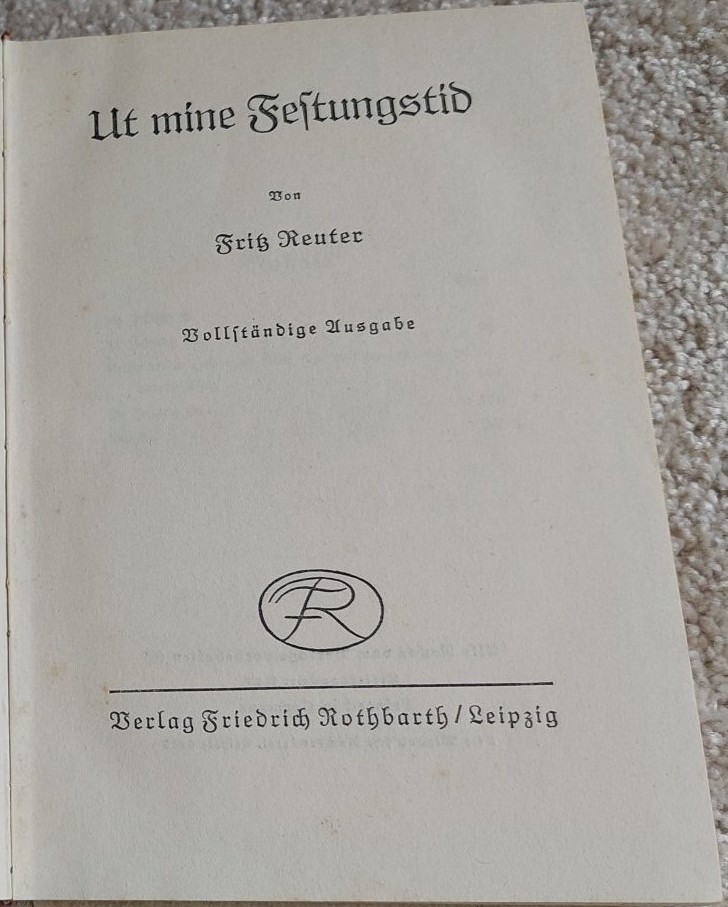 Ut mine Feſtungstid
Von
Fritz Reuter
Vollſtändige Ausgabe
FR
Verlag Friedrich Rothbarth / Leipzig